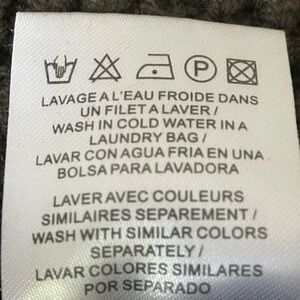 P
LAVAGE A L'EAU FROIDE DANS
UN FILET A LAVER /
WASH IN COLD WATER IN A
LAUNDRY BAG /
LAVAR CON AGUA FRIA EN UNA
BOLSA PARA LAVADORA
LAVER AVEC COULEURS
SIMILAIRES SEPAREMENT /
WASH WITH SIMILAR COLORS
SEPARATELY /
LAVAR COLORES SIMILARES
POR SEPARADO